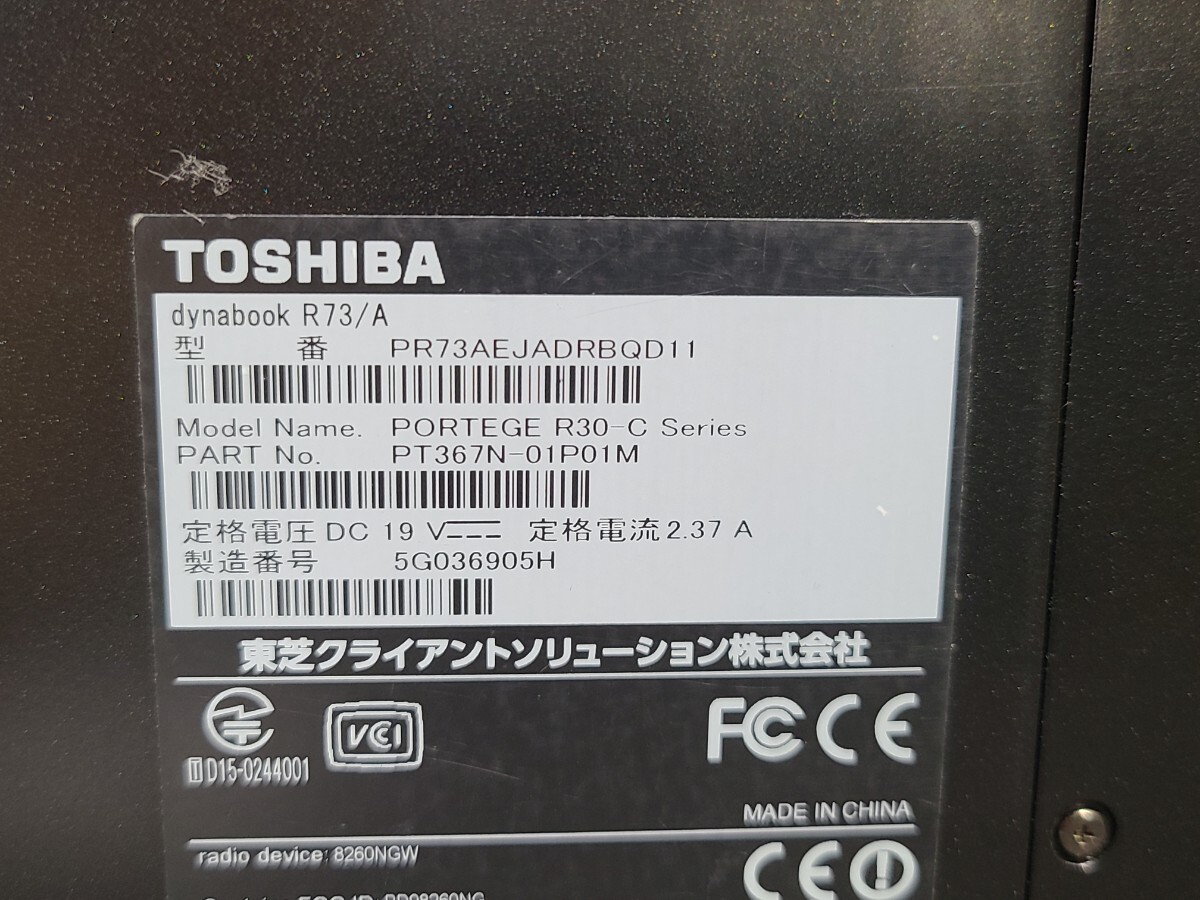 TOSHIBA
dynabook R73/A
型 番 PR73AEJADRBQD11
Model Name. PORTEGE R30-C Series
PART No. PT367N-01P01M
定格電圧 DC 19 V 定格電流 2.37 A
製造番号 5G036905H
東芝クライアントソリューション株式会社
VCCI FC CE
T D15-0244001
MADE IN CHINA
radio device: 8260NGW
CE